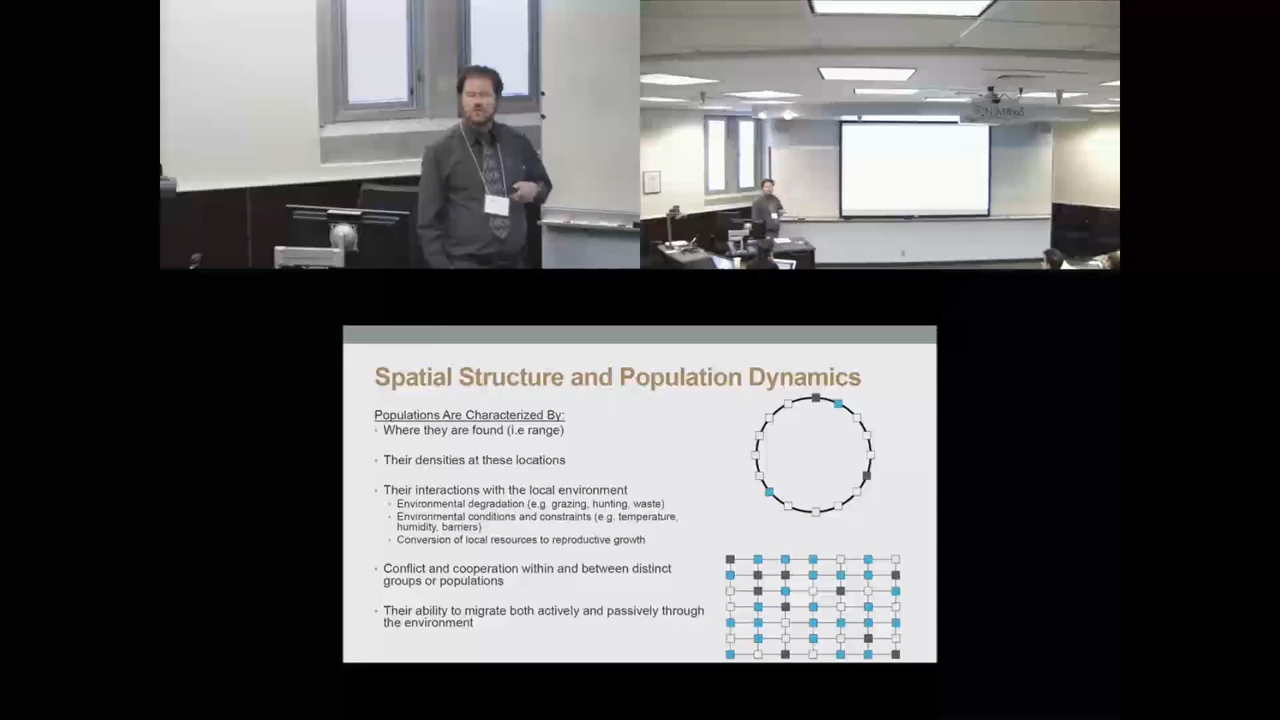 NIMBioS
Spatial Structure and Population Dynamics
Populations Are Characterized By:
• Where they are found (i.e range)
• Their densities at these locations
• Their interactions with the local environment
• Environmental degradation (e.g. grazing, hunting, waste)
• Environmental conditions and constraints (e.g. temperature,
humidity, barriers)
• Conversion of local resources to reproductive growth
• Conflict and cooperation within and between distinct
groups or populations
• Their ability to migrate both actively and passively through
the environment